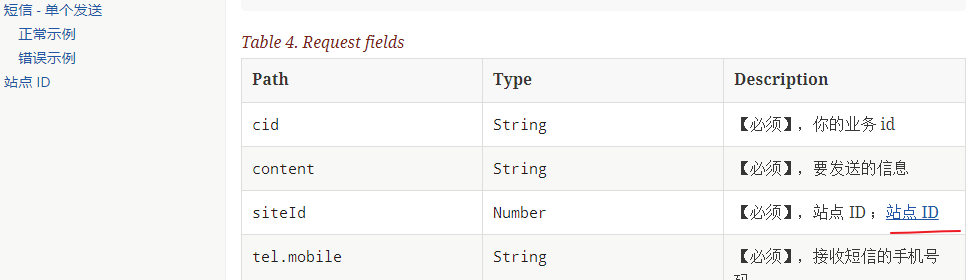 短信 - 单个发送
正常示例
错误示例
站点 ID
Table 4. Request fields
Path Type Description
cid String 【必须】，你的业务 id
content String 【必须】，要发送的信息
siteId Number 【必须】，站点 ID ；站点 ID
tel.mobile String 【必须】，接收短信的手机号
码